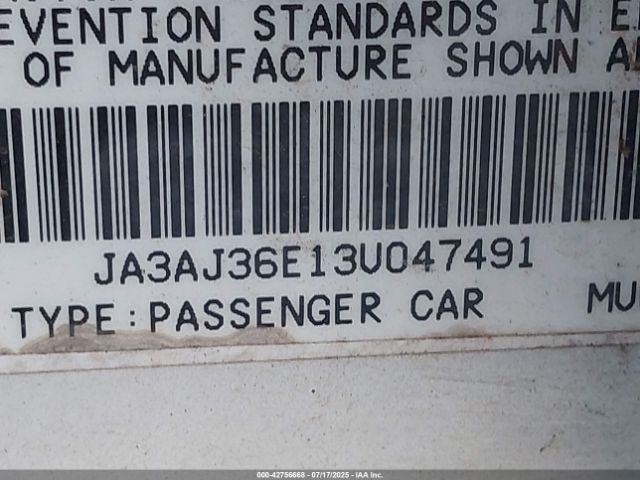 EVENTION STANDARDS IN E
OF MANUFACTURE SHOWN A
JA3AJ36E13U047491
TYPE:PASSENGER CAR MU
000-42756668 - 07/17/2025 - IAA Inc.